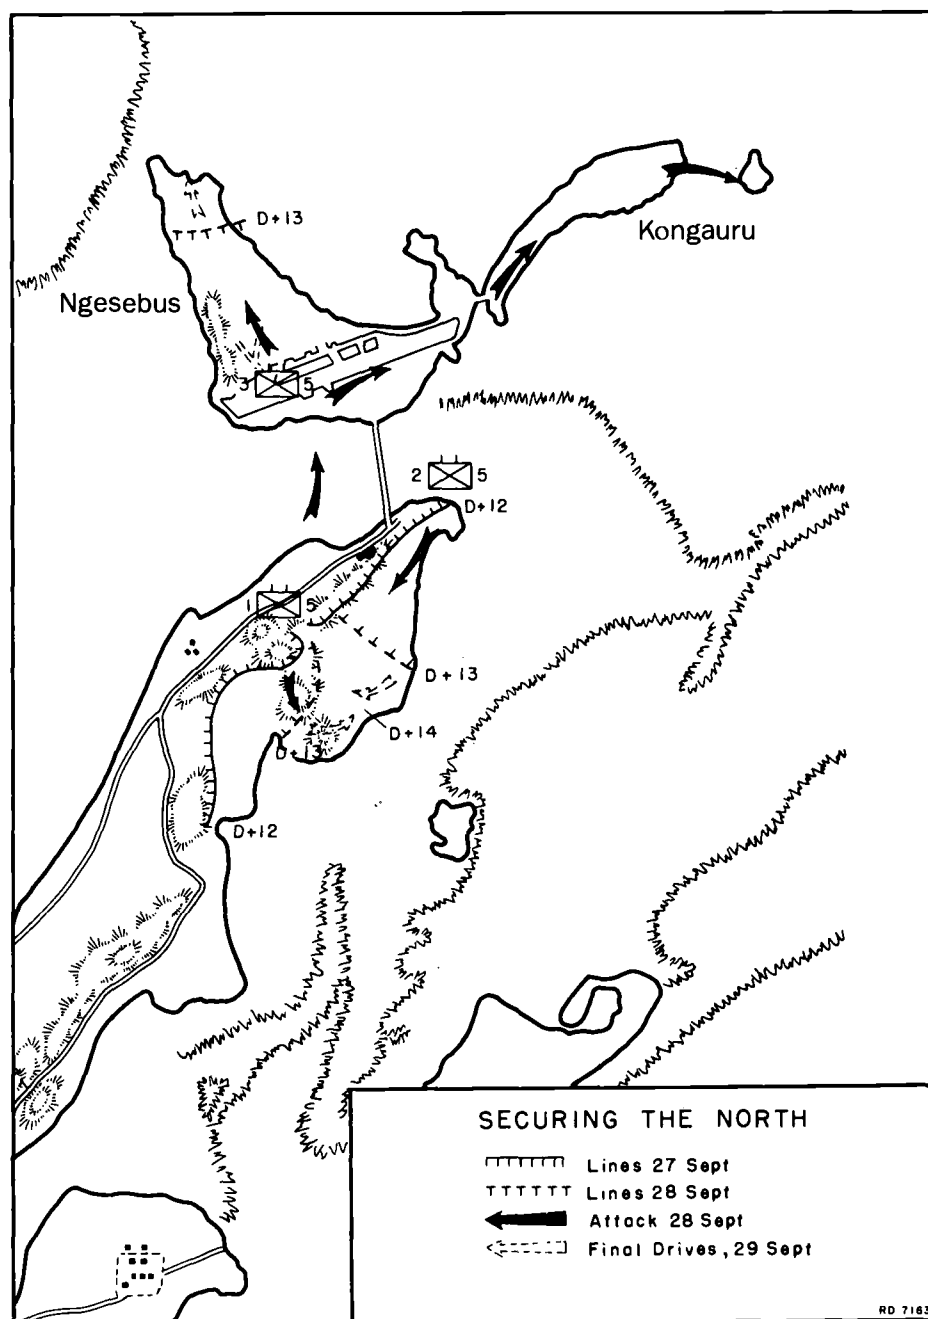 D+13
Kongauru
Ngesebus
3 5
2 5
D+12
1 5
D+13
D+14
D+13
D+12
SECURING THE NORTH
Lines 27 Sept
Lines 28 Sept
Attack 28 Sept
Final Drives, 29 Sept
RD 7163